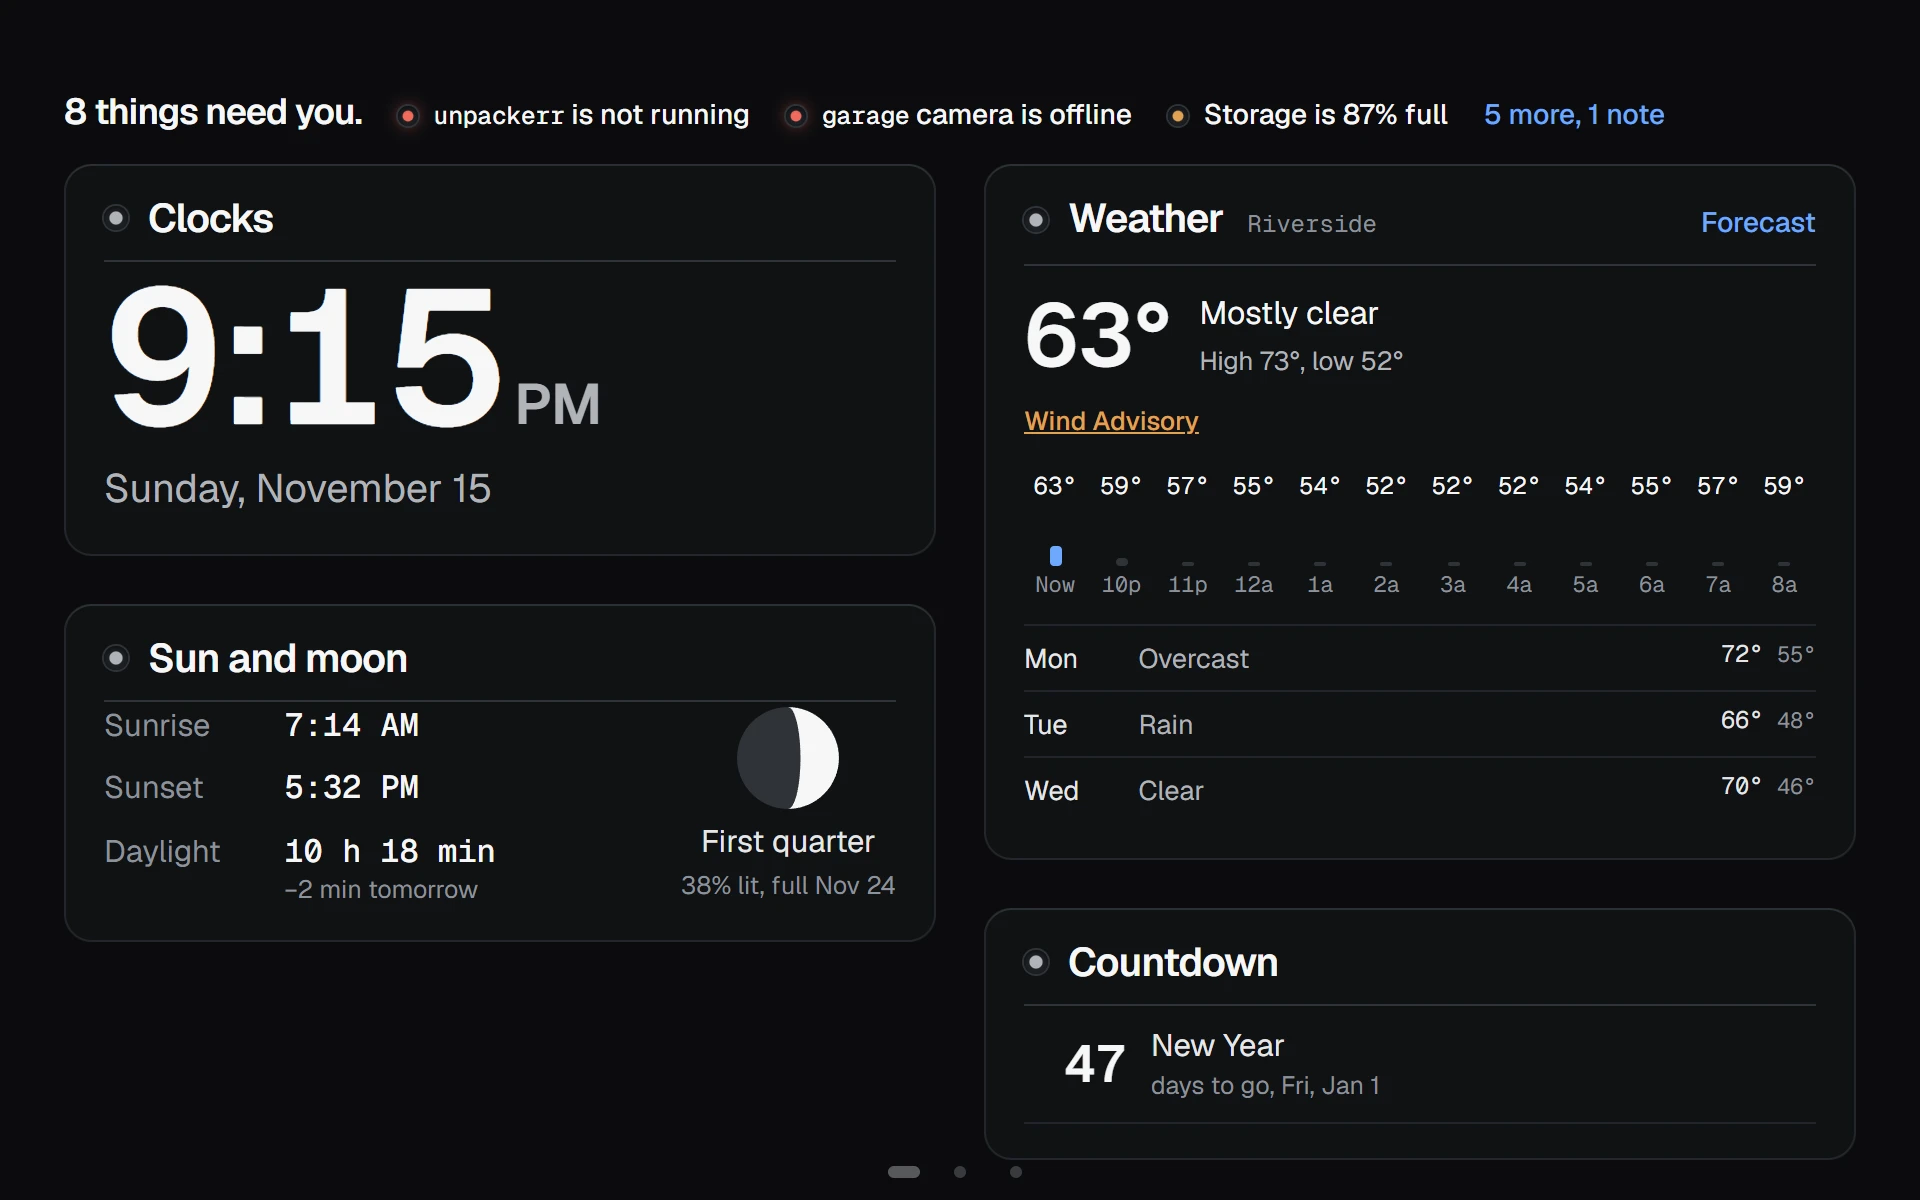 8 things need you. unpackerr is not running garage camera is offline Storage is 87% full 5 more, 1 note
Clocks
9:15 PM
Sunday, November 15
Sun and moon
Sunrise 7:14 AM
Sunset 5:32 PM
Daylight 10 h 18 min
−2 min tomorrow
First quarter
38% lit, full Nov 24
Weather Riverside Forecast
63° Mostly clear
High 73°, low 52°
Wind Advisory
63° 59° 57° 55° 54° 52° 52° 52° 54° 55° 57° 59°
Now 10p 11p 12a 1a 2a 3a 4a 5a 6a 7a 8a
Mon Overcast 72° 55°
Tue Rain 66° 48°
Wed Clear 70° 46°
Countdown
47 New Year
days to go, Fri, Jan 1